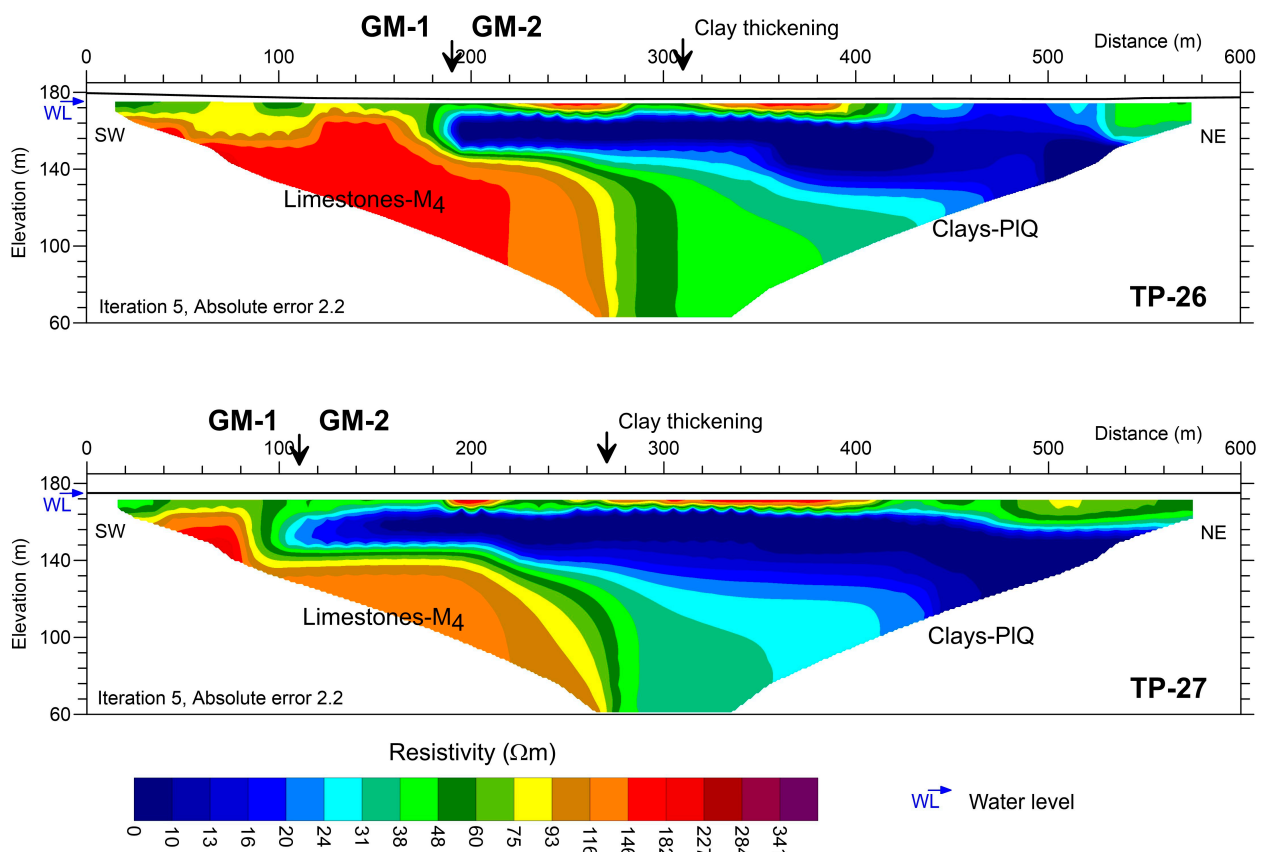 GM-1 GM-2 Clay thickening
0 200 300 400 500 600 Distance (m)
100
180
WL
SW NE
140
Limestones-M4
Clays-PlQ
100
Elevation (m)
Iteration 5, Absolute error 2.2 TP-26
60
GM-1 GM-2 Clay thickening
0 100 200 300 400 500 600 Distance (m)
180
WL
SW NE
140
Limestones-M4
Clays-PlQ
100
Elevation (m)
Iteration 5, Absolute error 2.2 TP-27
60
Resistivity (Ωm)
WL Water level
0 10 13 16 20 24 31 38 48 60 75 93 116 146